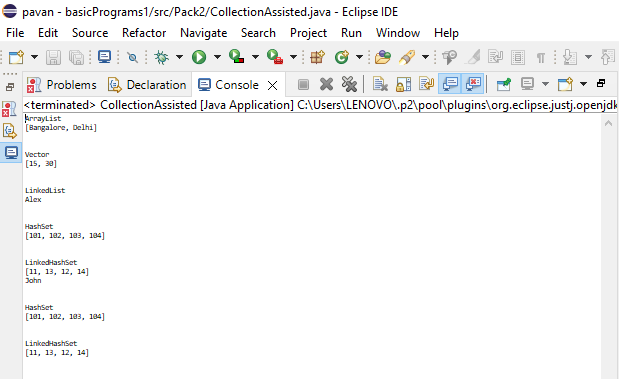 pavan - basicPrograms1/src/Pack2/CollectionAssisted.java - Eclipse IDE
File Edit Source Refactor Navigate Search Project Run Window Help
Problems Declaration Console
<terminated> CollectionAssisted [Java Application] C:\Users\LENOVO\.p2\pool\plugins\org.eclipse.justj.openjdk
ArrayList
[Bangalore, Delhi]
Vector
[15, 30]
LinkedList
Alex
HashSet
[101, 102, 103, 104]
LinkedHashSet
[11, 13, 12, 14]
John
HashSet
[101, 102, 103, 104]
LinkedHashSet
[11, 13, 12, 14]